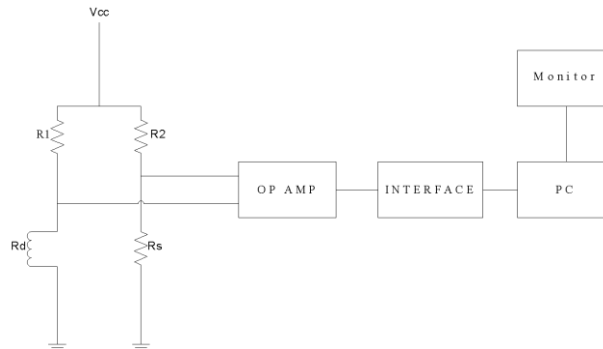 Vcc
Monitor
R1
R2
OP AMP
INTERFACE
PC
Rd
Rs